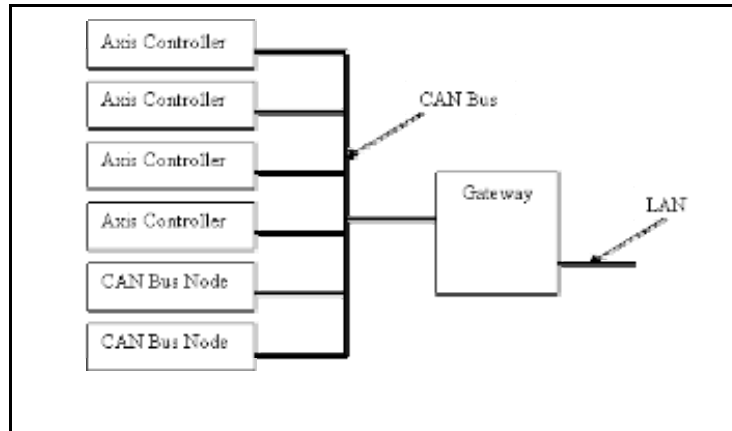 Axis Controller
Axis Controller
Axis Controller
Axis Controller
CAN Bus Node
CAN Bus Node
CAN Bus
Gateway
LAN